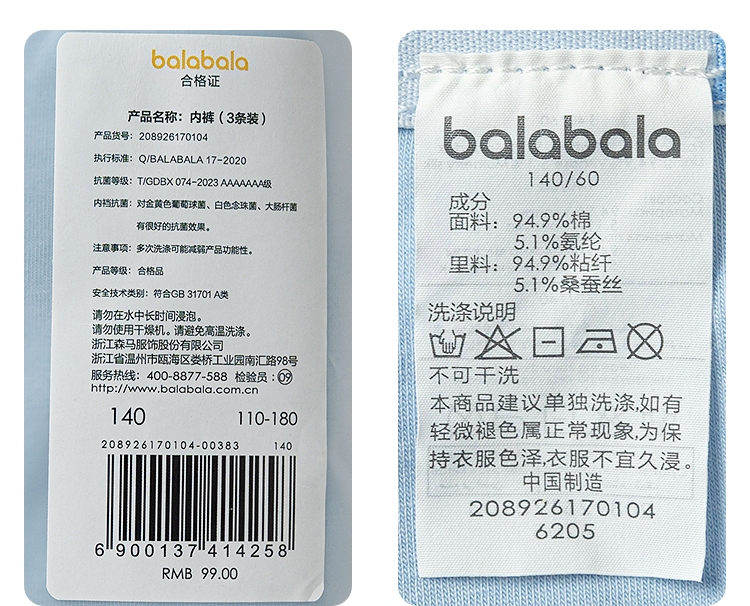 balabala
合格证
产品名称：内裤（3条装）
产品货号：208926170104
执行标准：Q/BALABALA 17-2020
抗菌等级：T/GDBX 074-2023 AAAAAAA级
内裆抗菌：对金黄色葡萄球菌、白色念珠菌、大肠杆菌
有很好的抗菌效果。
注意事项：多次洗涤可能减弱产品功能性。
产品等级：合格品
安全技术类别：符合GB 31701 A类
请勿在水中长时间浸泡。
请勿使用干燥机。请避免高温洗涤。
浙江森马服饰股份有限公司
浙江省温州市瓯海区娄桥工业园南汇路98号
服务热线：400-8877-588 检验员：09
http://www.balabala.com.cn
140 110-180
208926170104-00383 140
6 900137 414258
RMB 99.00
balabala
140/60
成分
面料：94.9%棉
5.1%氨纶
里料：94.9%粘纤
5.1%桑蚕丝
洗涤说明
不可干洗
本商品建议单独洗涤,如有
轻微褪色属正常现象,为保
持衣服色泽,衣服不宜久浸。
中国制造
208926170104
6205